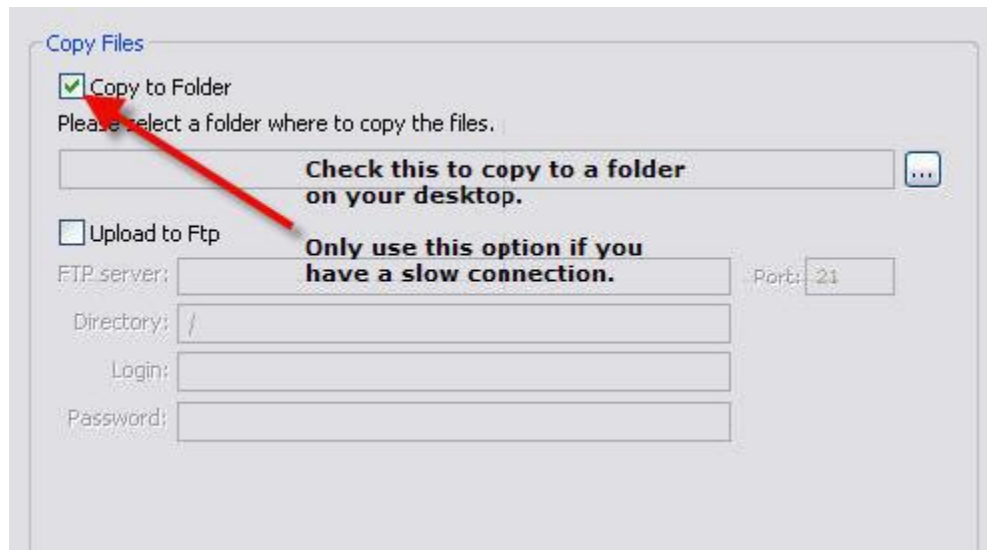 Copy Files
Copy to Folder
Please select a folder where to copy the files.
Check this to copy to a folder
on your desktop.
...
Upload to Ftp
Only use this option if you
have a slow connection.
FTP server:
Port: 21
Directory: /
Login:
Password: